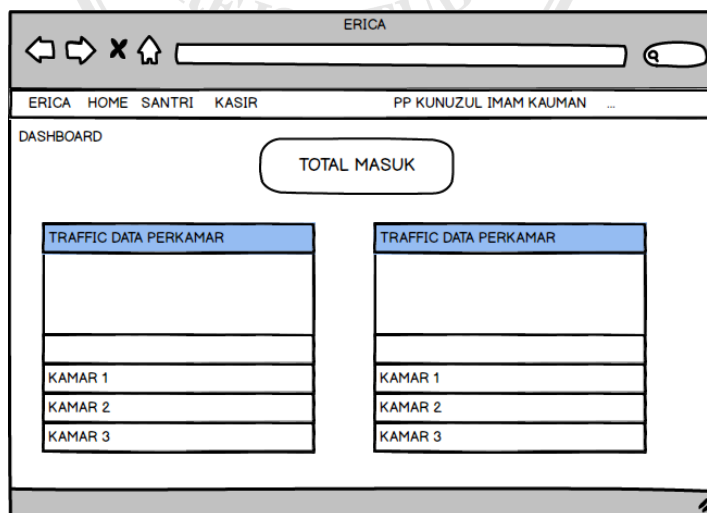 ERICA
ERICA HOME SANTRI KASIR PP KUNUZUL IMAM KAUMAN ...
DASHBOARD
TOTAL MASUK
TRAFFIC DATA PERKAMAR
KAMAR 1
KAMAR 2
KAMAR 3
TRAFFIC DATA PERKAMAR
KAMAR 1
KAMAR 2
KAMAR 3